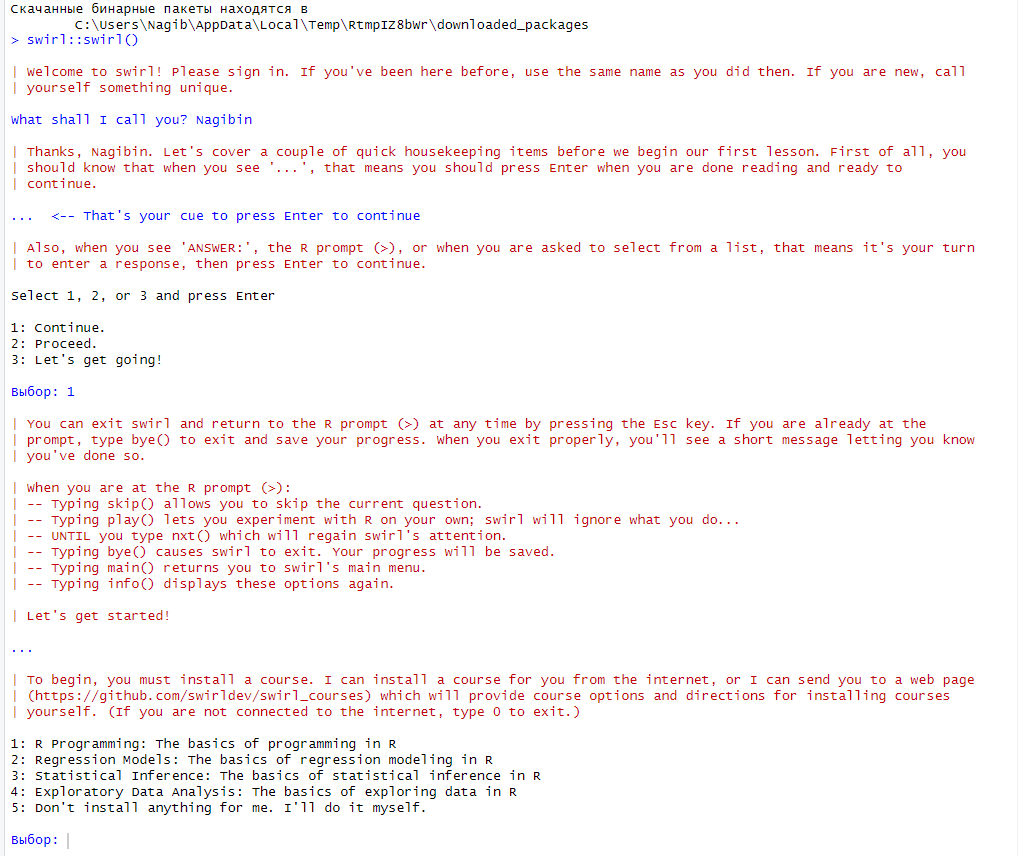 Скачанные бинарные пакеты находятся в
C:\Users\Nagib\AppData\Local\Temp\RtmpIZ8bWr\downloaded_packages
> swirl::swirl()
| Welcome to swirl! Please sign in. If you've been here before, use the same name as you did then. If you are new, call
| yourself something unique.
What shall I call you? Nagibin
| Thanks, Nagibin. Let's cover a couple of quick housekeeping items before we begin our first lesson. First of all, you
| should know that when you see '...', that means you should press Enter when you are done reading and ready to
| continue.
... <-- That's your cue to press Enter to continue
| Also, when you see 'ANSWER:', the R prompt (>), or when you are asked to select from a list, that means it's your turn
| to enter a response, then press Enter to continue.
Select 1, 2, or 3 and press Enter
1: Continue.
2: Proceed.
3: Let's get going!
Выбор: 1
| You can exit swirl and return to the R prompt (>) at any time by pressing the Esc key. If you are already at the
| prompt, type bye() to exit and save your progress. When you exit properly, you'll see a short message letting you know
| you've done so.
| When you are at the R prompt (>):
| -- Typing skip() allows you to skip the current question.
| -- Typing play() lets you experiment with R on your own; swirl will ignore what you do...
| -- UNTIL you type nxt() which will regain swirl's attention.
| -- Typing bye() causes swirl to exit. Your progress will be saved.
| -- Typing main() returns you to swirl's main menu.
| -- Typing info() displays these options again.
| Let's get started!
...
| To begin, you must install a course. I can install a course for you from the internet, or I can send you to a web page
| (https://github.com/swirldev/swirl_courses) which will provide course options and directions for installing courses
| yourself. (If you are not connected to the internet, type 0 to exit.)
1: R Programming: The basics of programming in R
2: Regression Models: The basics of regression modeling in R
3: Statistical Inference: The basics of statistical inference in R
4: Exploratory Data Analysis: The basics of exploring data in R
5: Don't install anything for me. I'll do it myself.
Выбор: